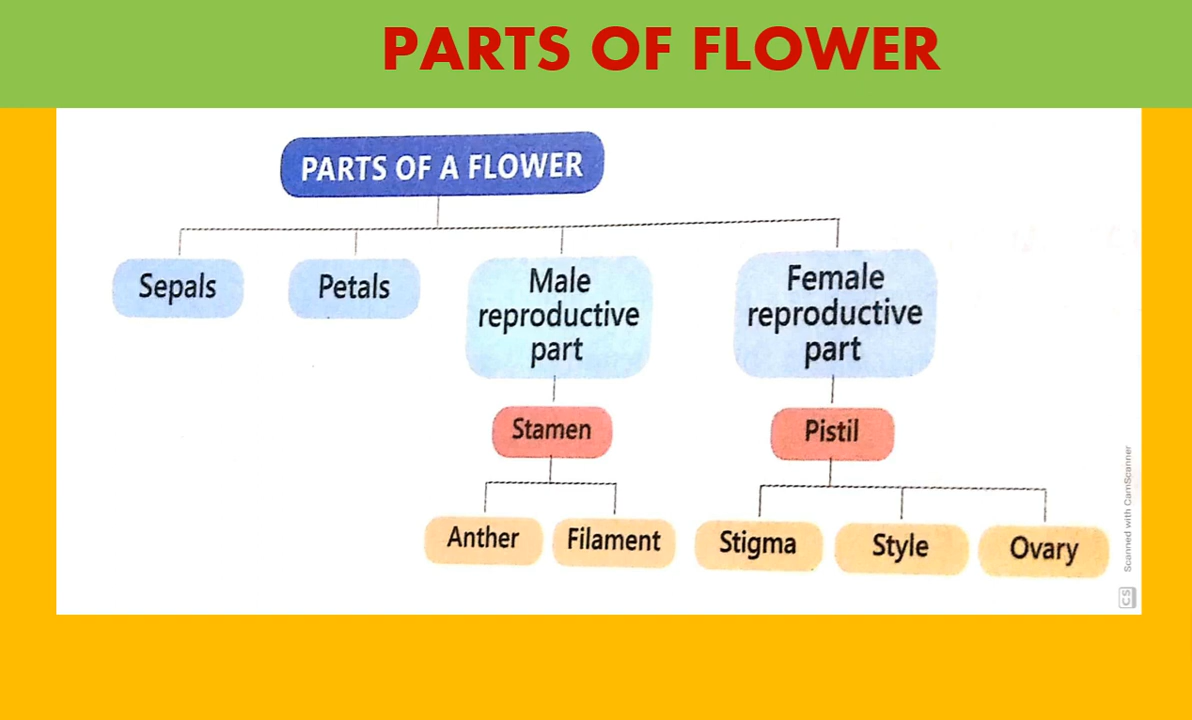 PARTS OF FLOWER
PARTS OF A FLOWER
Sepals
Petals
Male
reproductive
part
Female
reproductive
part
Stamen
Pistil
Anther
Filament
Stigma
Style
Ovary
CS
Scanned with CamScanner